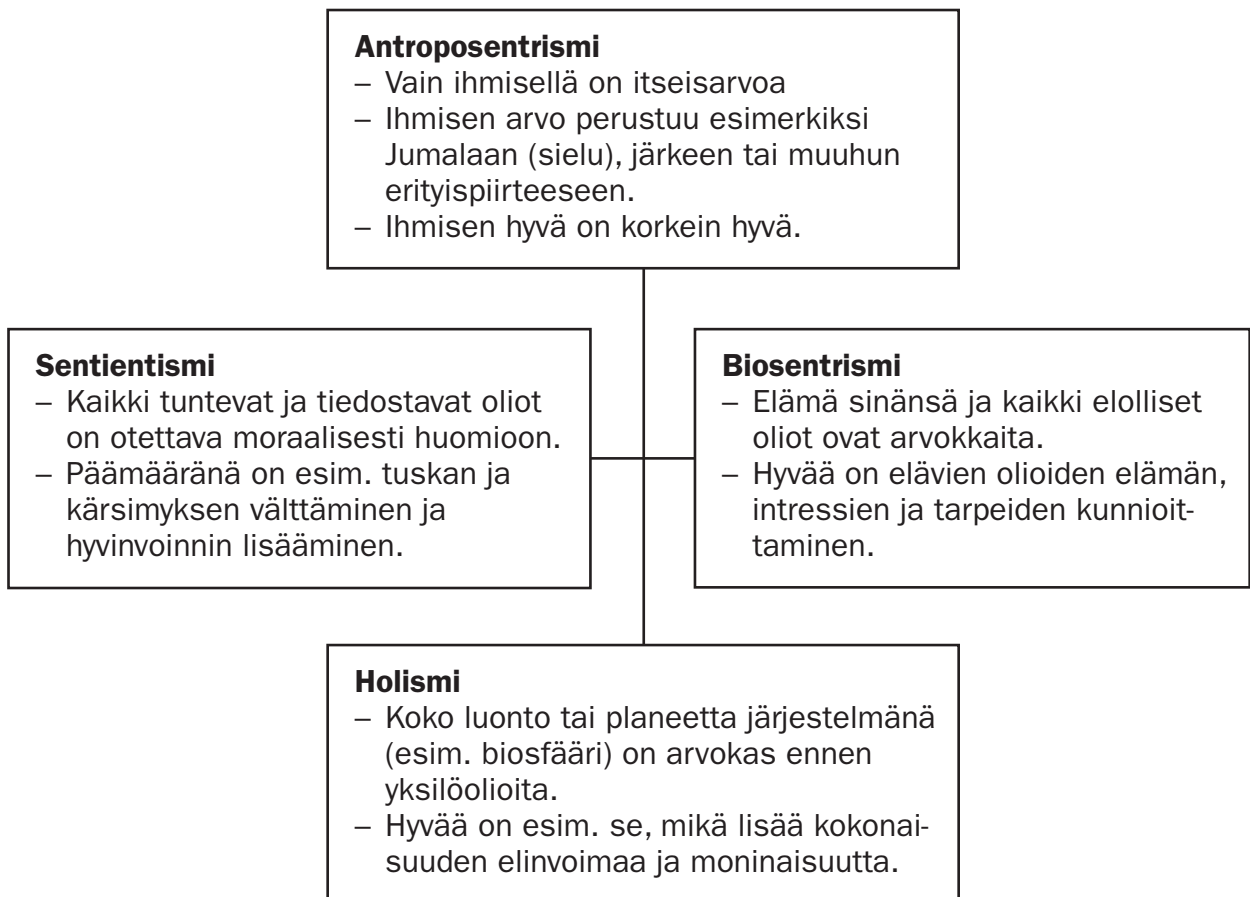 Antroposentrismi
– Vain ihmisellä on itseisarvoa
– Ihmisen arvo perustuu esimerkiksi
Jumalaan (sielu), järkeen tai muuhun
erityispiirteeseen.
– Ihmisen hyvä on korkein hyvä.
Sentientismi
– Kaikki tuntevat ja tiedostavat oliot
on otettava moraalisesti huomioon.
– Päämääränä on esim. tuskan ja
kärsimyksen välttäminen ja
hyvinvoinnin lisääminen.
Biosentrismi
– Elämä sinänsä ja kaikki elolliset
oliot ovat arvokkaita.
– Hyvää on elävien olioiden elämän,
intressien ja tarpeiden kunnioit-
taminen.
Holismi
– Koko luonto tai planeetta järjestelmänä
(esim. biosfääri) on arvokas ennen
yksilöolioita.
– Hyvää on esim. se, mikä lisää kokonai-
suuden elinvoimaa ja moninaisuutta.